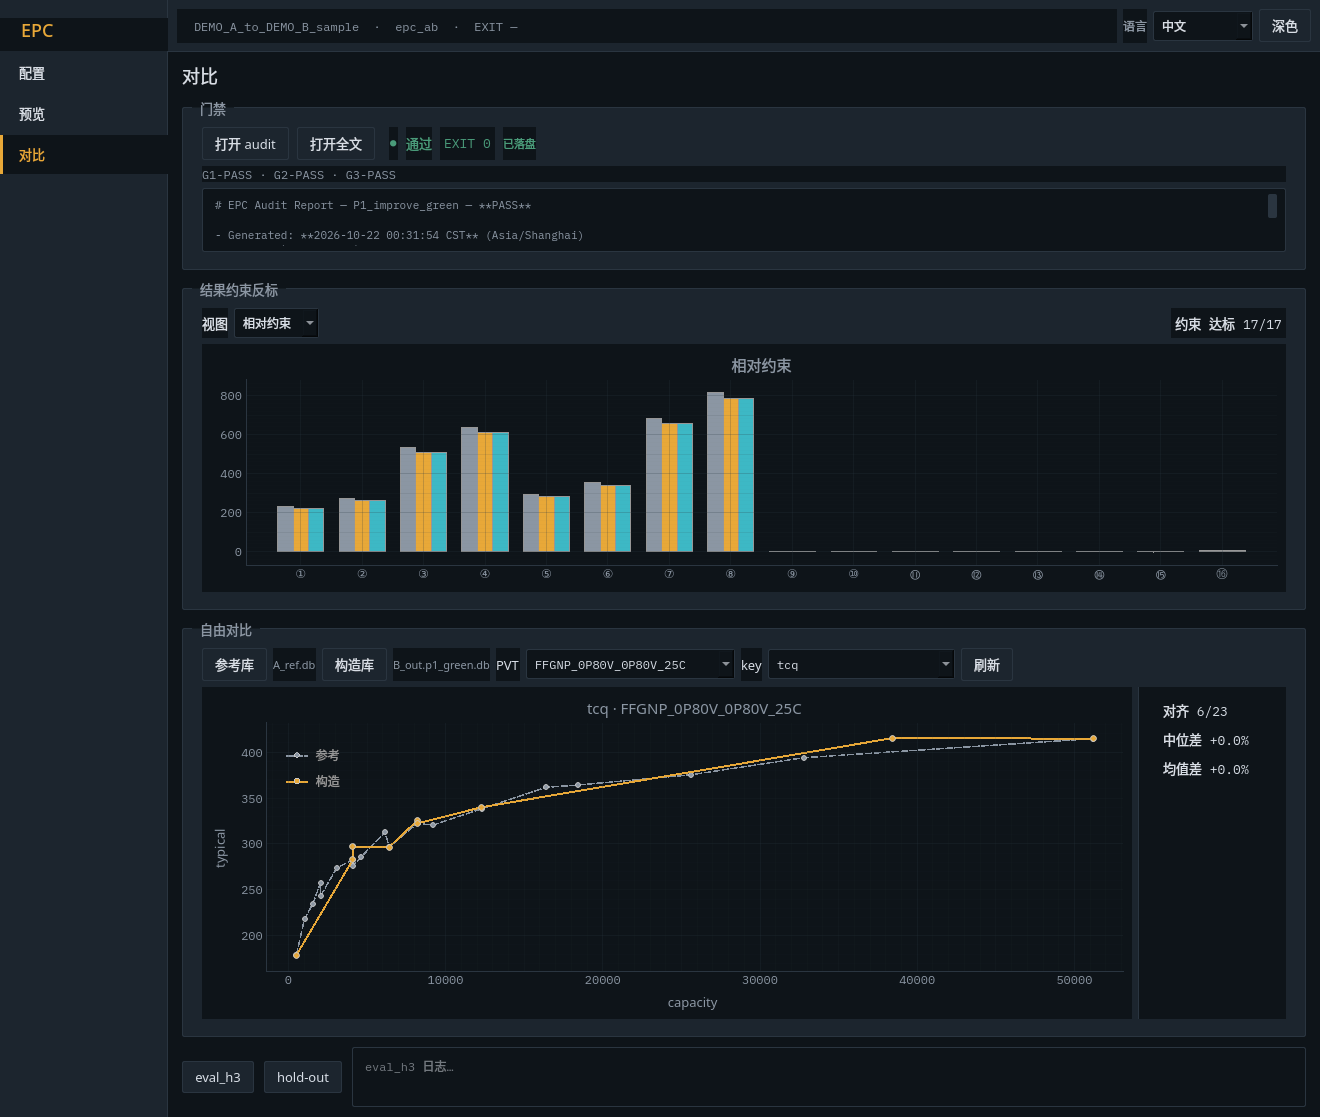 EPC
DEMO_A_to_DEMO_B_sample · epc_ab · EXIT —
语言
中文
深色
配置
预览
对比
对比
门禁
打开 audit
打开全文
● 通过
EXIT 0
已落盘
G1-PASS · G2-PASS · G3-PASS
# EPC Audit Report — P1_improve_green — **PASS**
- Generated: **2026-10-22 00:31:54 CST** (Asia/Shanghai)
结果约束反标
视图
相对约束
约束 达标 17/17
相对约束
800
600
400
200
0
① ② ③ ④ ⑤ ⑥ ⑦ ⑧ ⑨ ⑩ ⑪ ⑫ ⑬ ⑭ ⑮ ⑯
自由对比
参考库
A_ref.db
构造库
B_out.p1_green.db
PVT
FFGNP_0P80V_0P80V_25C
key
tcq
刷新
tcq · FFGNP_0P80V_0P80V_25C
参考
构造
400
350
300
250
200
typical
0 10000 20000 30000 40000 50000
capacity
对齐 6/23
中位差 +0.0%
均值差 +0.0%
eval_h3
hold-out
eval_h3 日志…